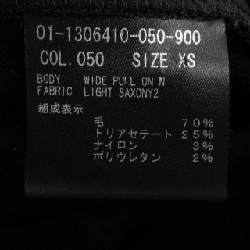 01-1306410-050-900
COL.050 SIZE XS
BODY WIDE PULL ON N
FABRIC LIGHT SAXONY2
組成表示
毛 70%
トリアセテート 25%
ナイロン 3%
ポリウレタン 2%